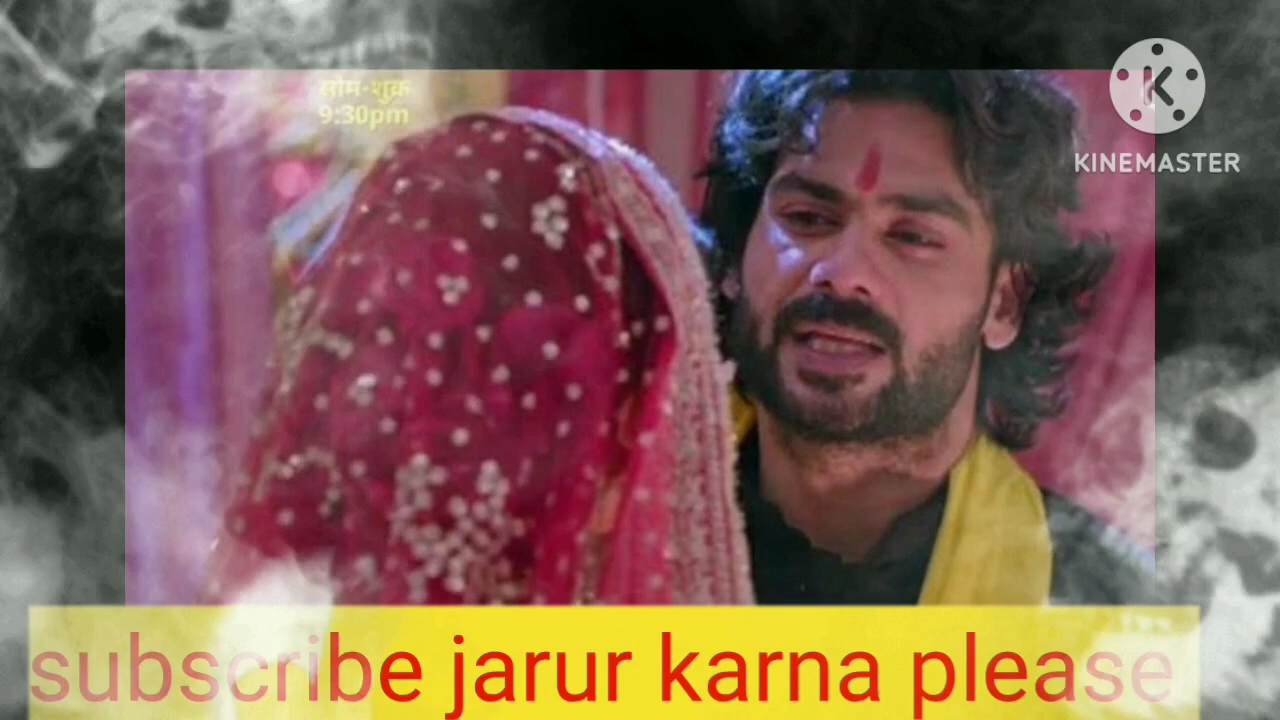 सोम-शुक्र
9:30pm
K
KINEMASTER
subscribe jarur karna please